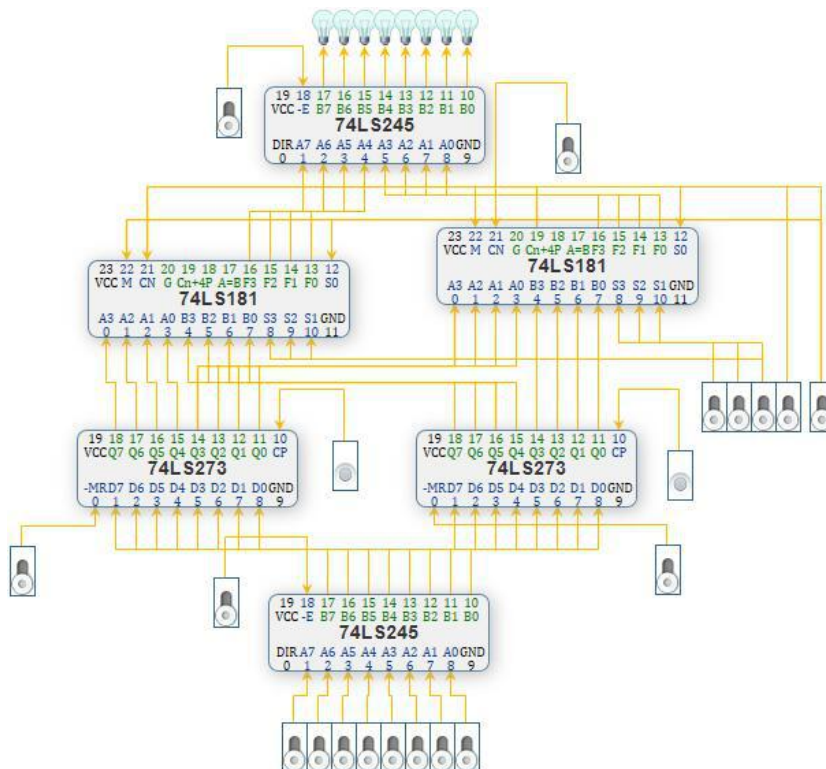 19 18 17 16 15 14 13 12 11 10
VCC -E B7 B6 B5 B4 B3 B2 B1 B0
74LS245
DIR A7 A6 A5 A4 A3 A2 A1 A0 GND
0 1 2 3 4 5 6 7 8 9
23 22 21 20 19 18 17 16 15 14 13 12
VCC M CN G Cn+4 P A=B F3 F2 F1 F0 S0
74LS181
A3 A2 A1 A0 B3 B2 B1 B0 S3 S2 S1 GND
0 1 2 3 4 5 6 7 8 9 10 11
23 22 21 20 19 18 17 16 15 14 13 12
VCC M CN G Cn+4 P A=B F3 F2 F1 F0 S0
74LS181
A3 A2 A1 A0 B3 B2 B1 B0 S3 S2 S1 GND
0 1 2 3 4 5 6 7 8 9 10 11
19 18 17 16 15 14 13 12 11 10
VCC Q7 Q6 Q5 Q4 Q3 Q2 Q1 Q0 CP
74LS273
-MR D7 D6 D5 D4 D3 D2 D1 D0 GND
0 1 2 3 4 5 6 7 8 9
19 18 17 16 15 14 13 12 11 10
VCC Q7 Q6 Q5 Q4 Q3 Q2 Q1 Q0 CP
74LS273
-MR D7 D6 D5 D4 D3 D2 D1 D0 GND
0 1 2 3 4 5 6 7 8 9
19 18 17 16 15 14 13 12 11 10
VCC -E B7 B6 B5 B4 B3 B2 B1 B0
74LS245
DIR A7 A6 A5 A4 A3 A2 A1 A0 GND
0 1 2 3 4 5 6 7 8 9